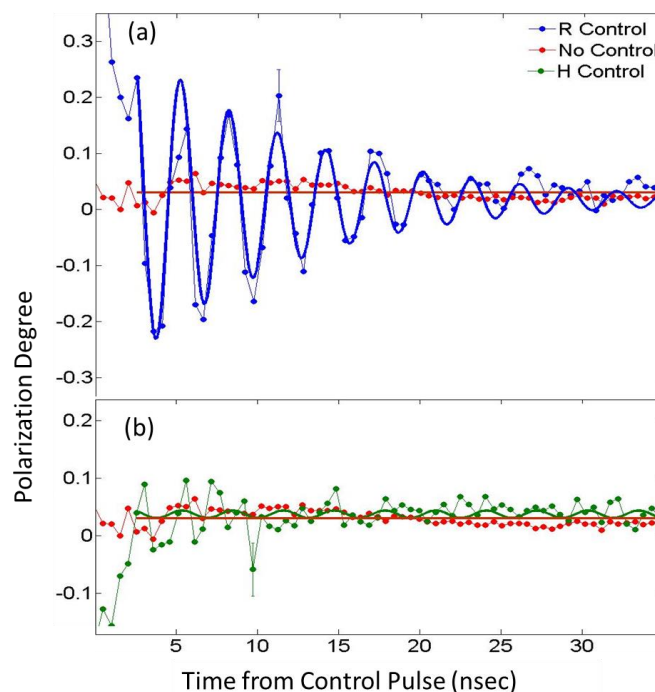 (a)
R Control
No Control
H Control
0.3
0.2
0.1
0
-0.1
-0.2
-0.3
Polarization Degree
(b)
0.2
0.1
0
-0.1
5 10 15 20 25 30
Time from Control Pulse (nsec)